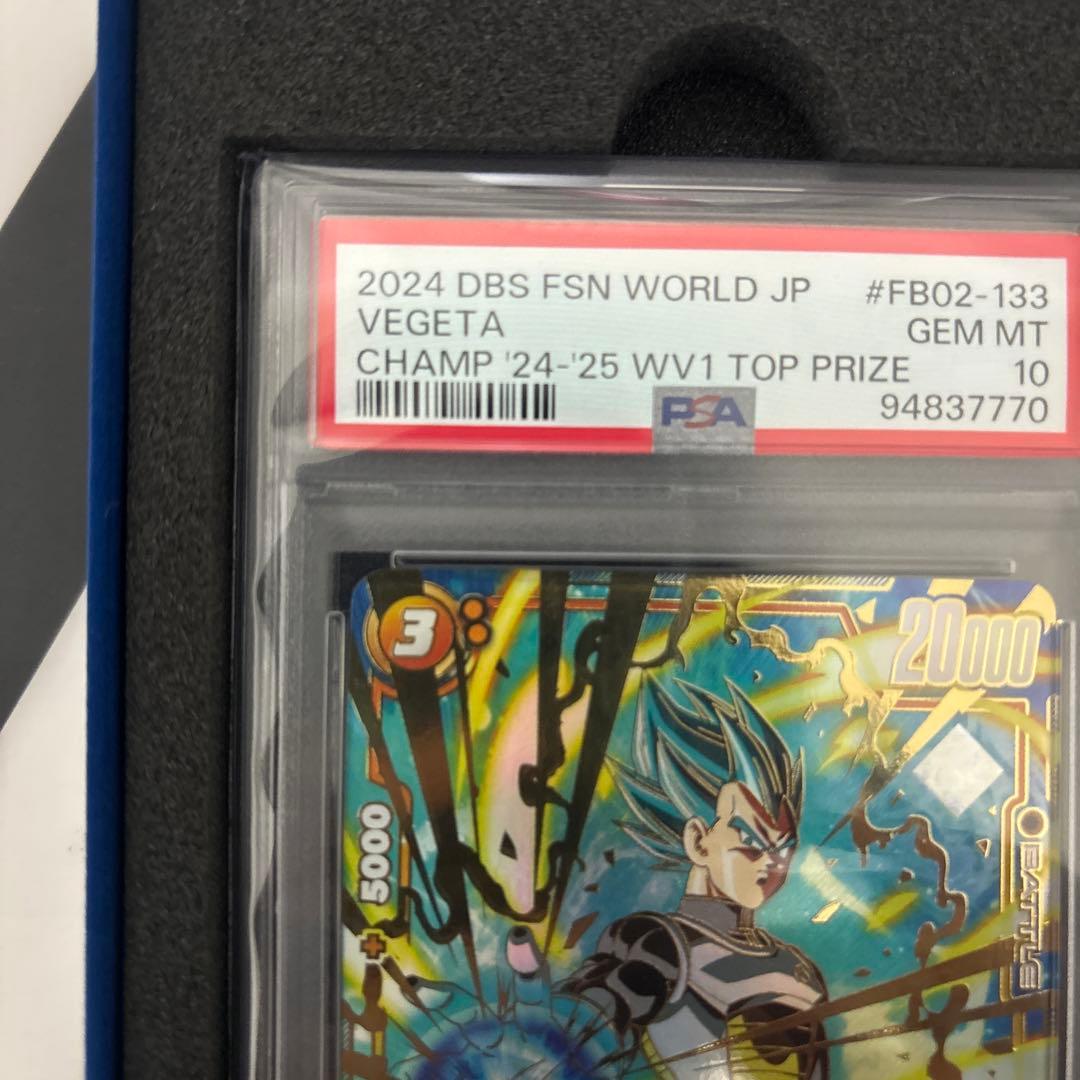 2024 DBS FSN WORLD JP #FB02-133
VEGETA GEM MT
CHAMP '24-'25 WV1 TOP PRIZE 10
PSA 94837770
3
20000
+5000
BATTLE